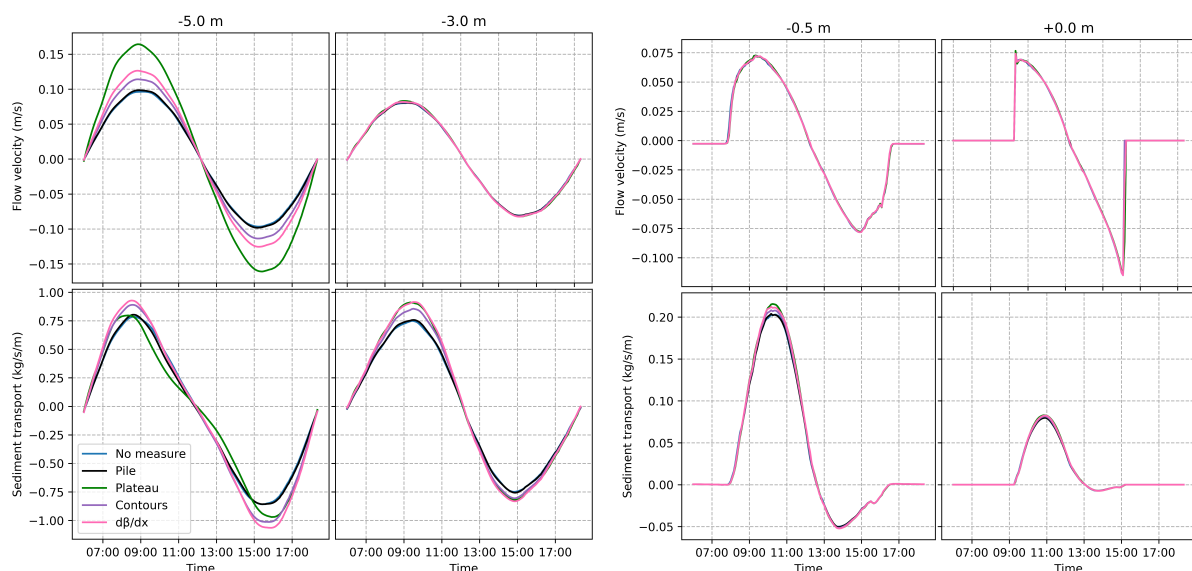 -5.0 m
-3.0 m
-0.5 m
+0.0 m
Flow velocity (m/s)
0.15
0.10
0.05
0.00
−0.05
−0.10
−0.15
Flow velocity (m/s)
0.075
0.050
0.025
0.000
−0.025
−0.050
−0.075
−0.100
Sediment transport (kg/s/m)
1.00
0.75
0.50
0.25
0.00
−0.25
−0.50
−0.75
−1.00
No measure
Pile
Plateau
Contours
dβ/dx
Sediment transport (kg/s/m)
0.20
0.15
0.10
0.05
0.00
−0.05
07:00 09:00 11:00 13:00 15:00 17:00
07:00 09:00 11:00 13:00 15:00 17:00
07:00 09:00 11:00 13:00 15:00 17:00
07:00 09:00 11:00 13:00 15:00 17:00
Time
Time
Time
Time